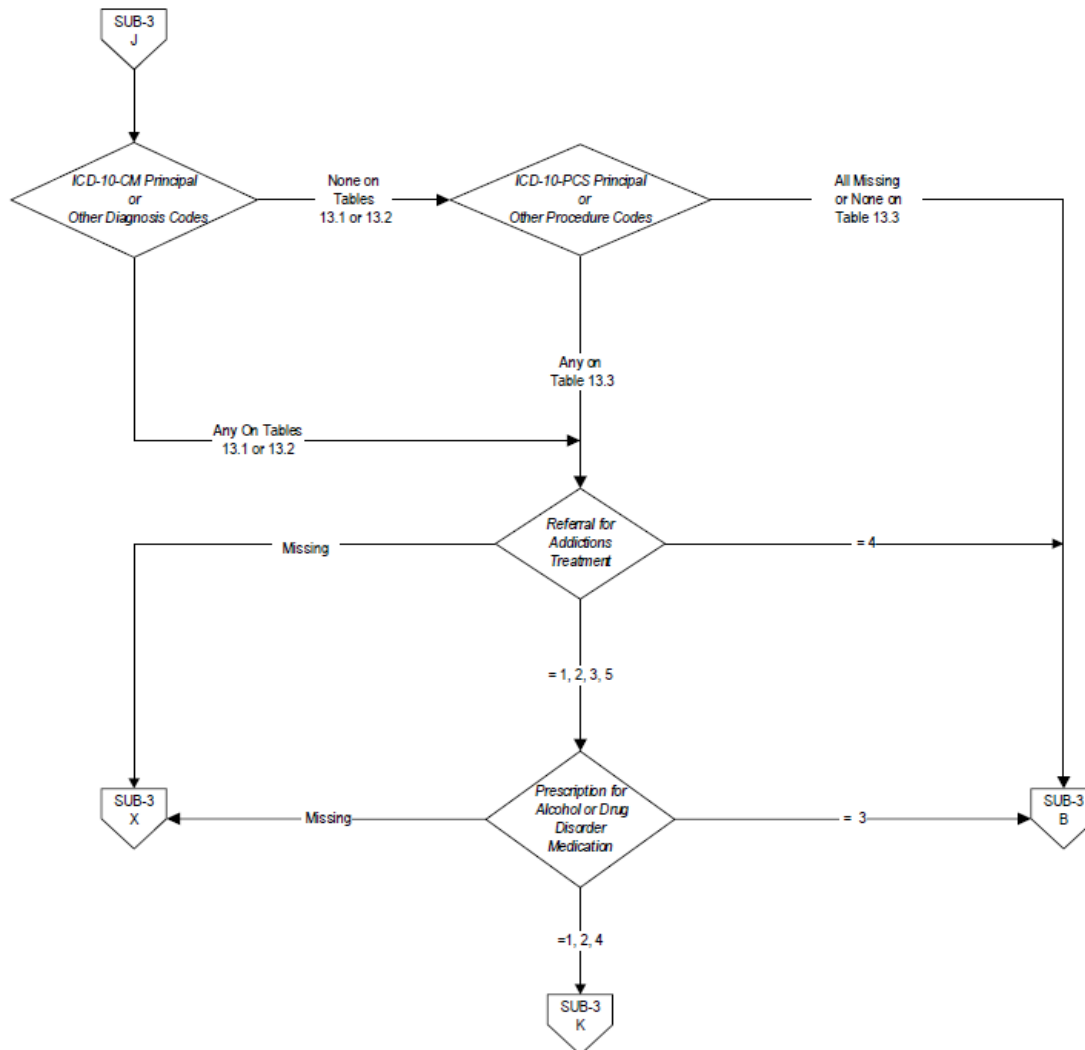 SUB-3
J
ICD-10-CM Principal
or
Other Diagnosis Codes
None on
Tables
13.1 or 13.2
ICD-10-PCS Principal
or
Other Procedure Codes
All Missing
or None on
Table 13.3
Any on
Table 13.3
Any On Tables
13.1 or 13.2
Referral for
Addictions
Treatment
Missing
= 4
= 1, 2, 3, 5
SUB-3
X
Missing
Prescription for
Alcohol or Drug
Disorder
Medication
= 3
SUB-3
B
=1, 2, 4
SUB-3
K